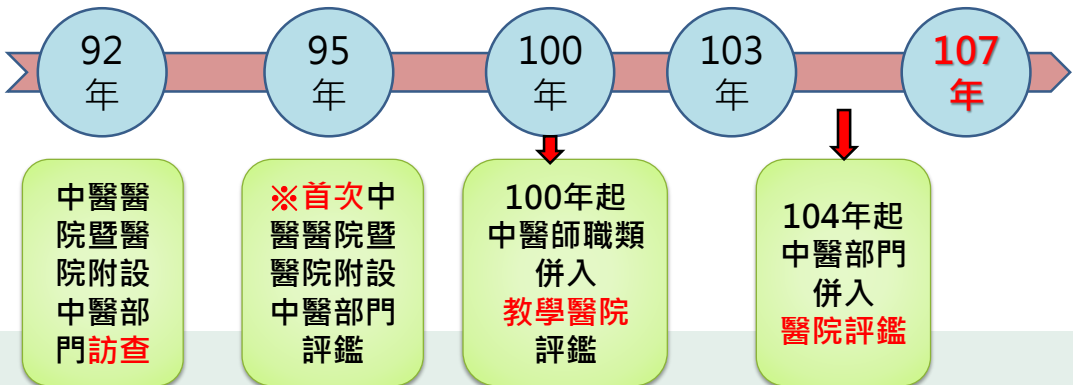 92
年
95
年
100
年
103
年
107
年
中醫醫
院暨醫
院附設
中醫部
門訪查
※首次中
醫醫院暨
醫院附設
中醫部門
評鑑
100年起
中醫師職類
併入
教學醫院
評鑑
104年起
中醫部門
併入
醫院評鑑